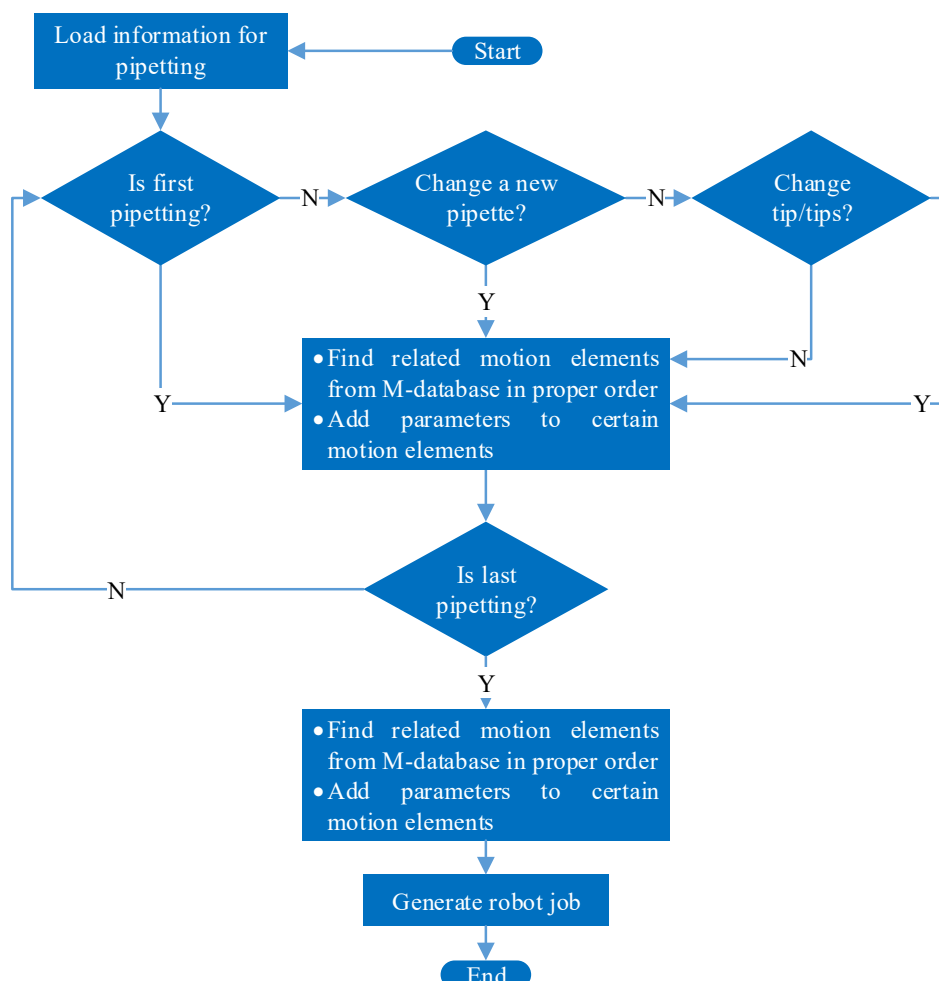 Load information for
pipetting
Start
Is first
pipetting?
N
Change a new
pipette?
N
Change
tip/tips?
Y
• Find related motion elements
from M-database in proper order
• Add parameters to certain
motion elements
N
Y
Y
Is last
pipetting?
N
Y
• Find related motion elements
from M-database in proper order
• Add parameters to certain
motion elements
Generate robot job
End